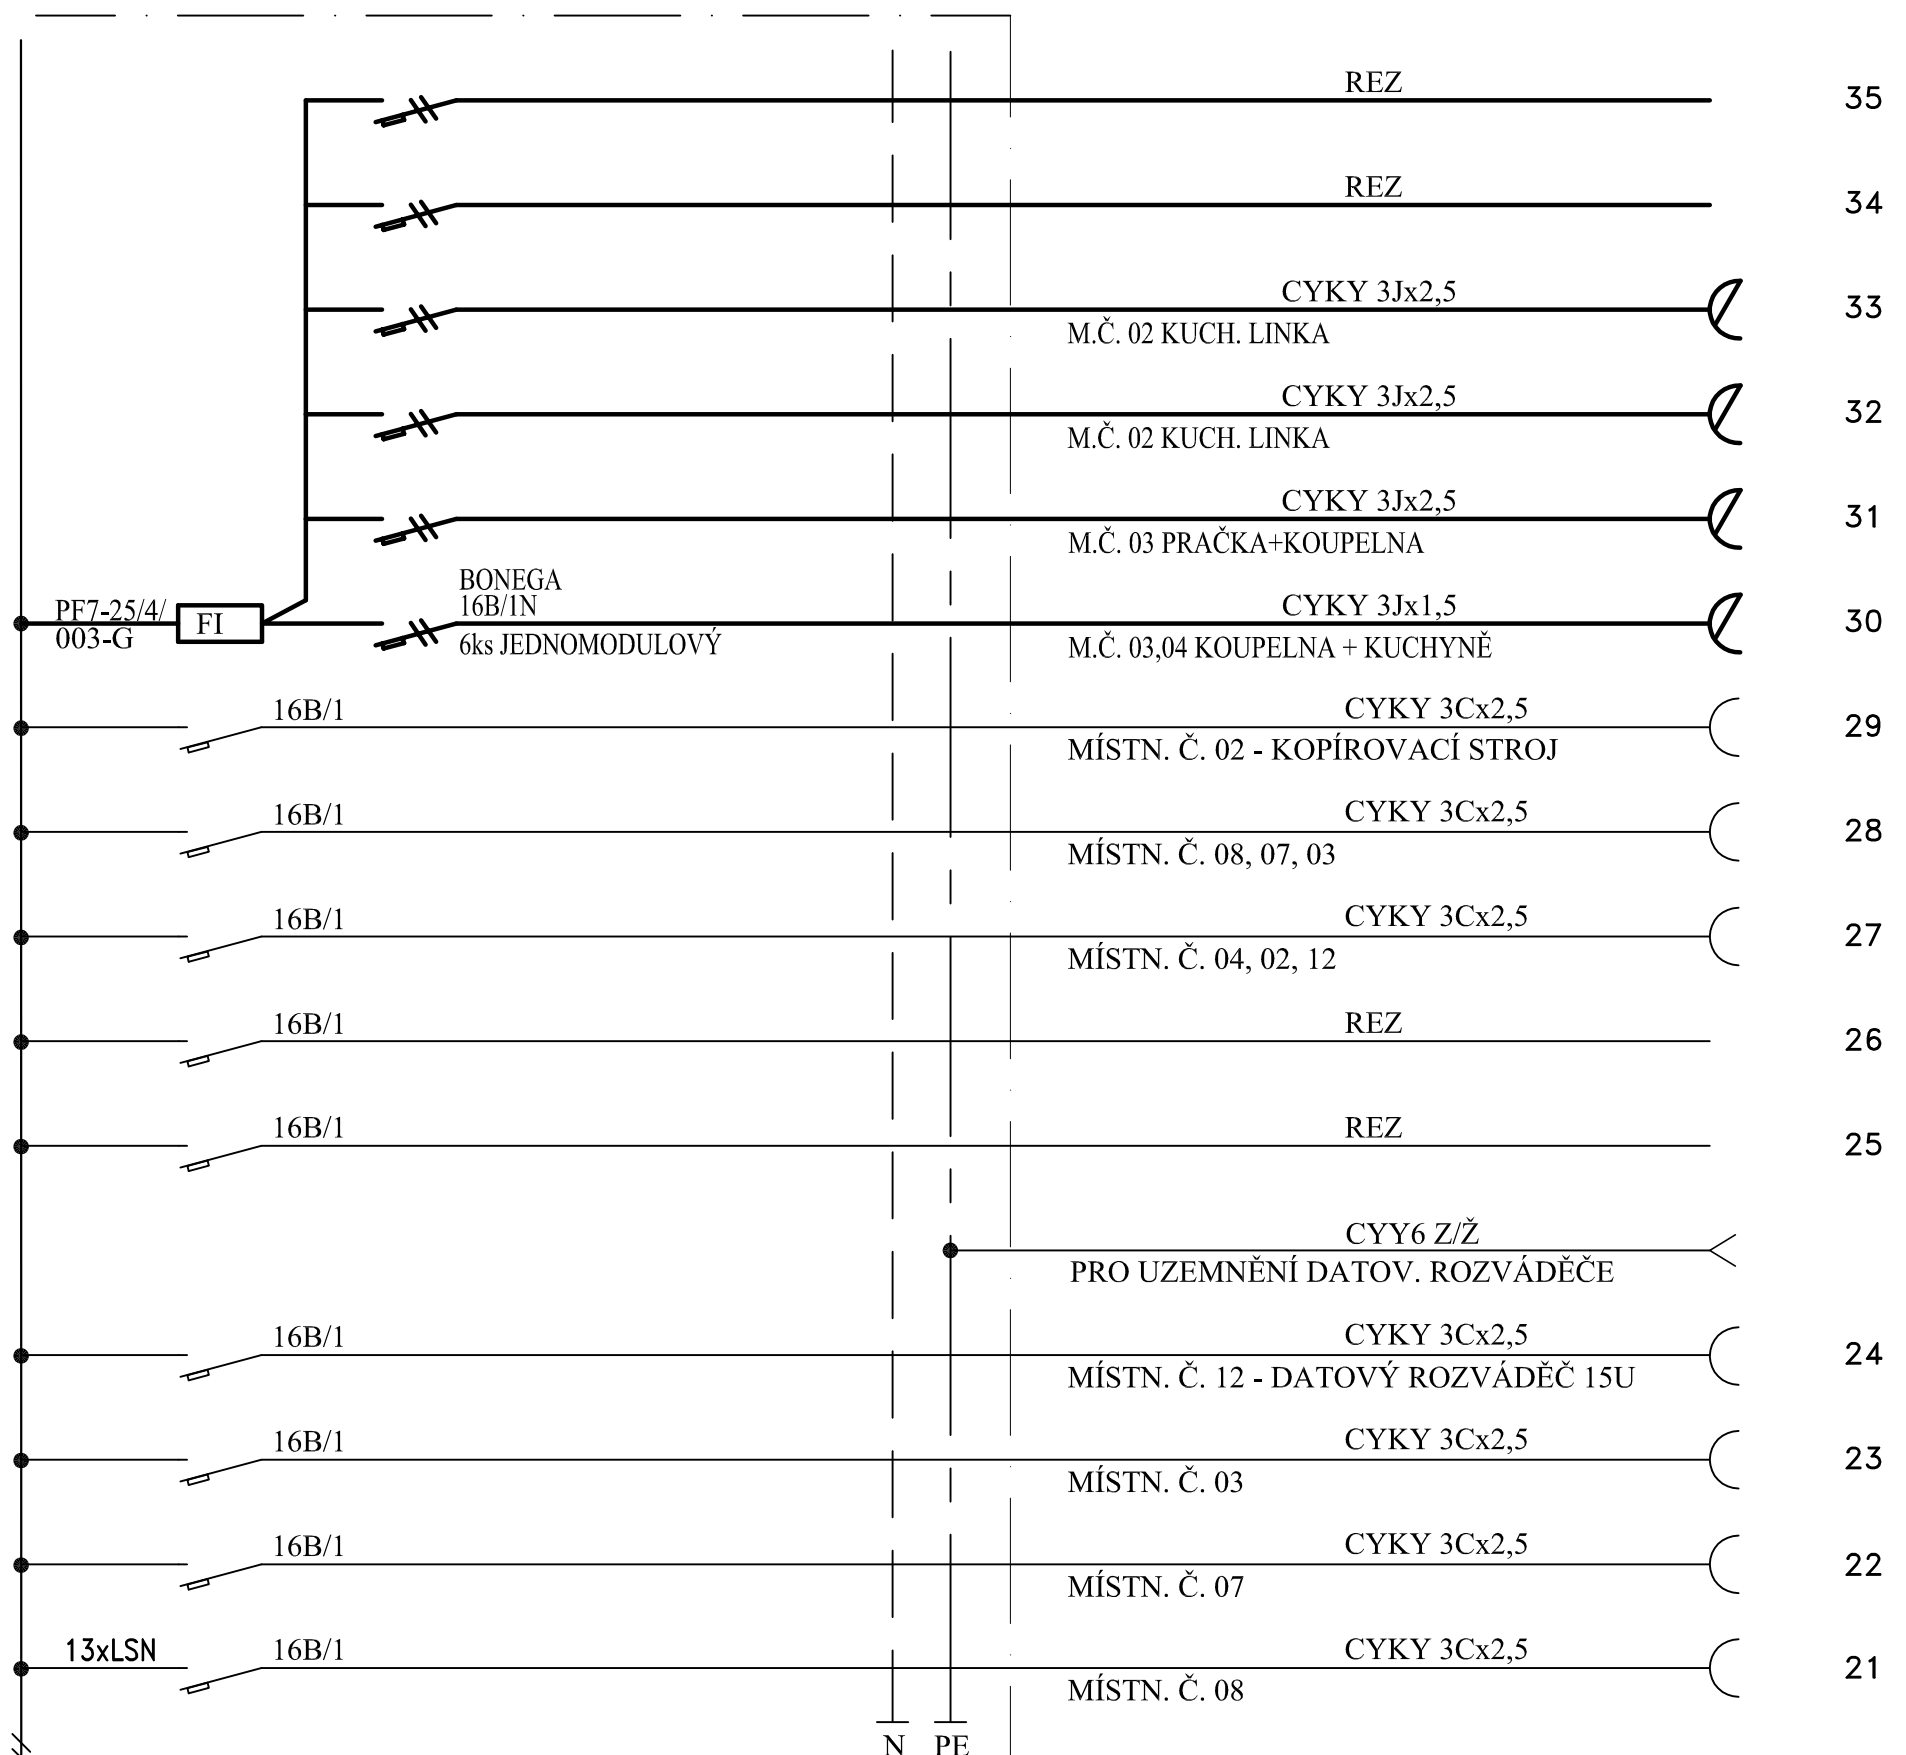 REZ
35
REZ
34
CYKY 3Jx2,5
33
M.Č. 02 KUCH. LINKA
CYKY 3Jx2,5
32
M.Č. 02 KUCH. LINKA
CYKY 3Jx2,5
31
M.Č. 03 PRAČKA+KOUPELNA
PF7-25/4/
003-G
FI
BONEGA
16B/1N
6ks JEDNOMODULOVÝ
CYKY 3Jx1,5
30
M.Č. 03,04 KOUPELNA + KUCHYNĚ
16B/1
CYKY 3Cx2,5
29
MÍSTN. Č. 02 - KOPÍROVACÍ STROJ
16B/1
CYKY 3Cx2,5
28
MÍSTN. Č. 08, 07, 03
16B/1
CYKY 3Cx2,5
27
MÍSTN. Č. 04, 02, 12
16B/1
REZ
26
16B/1
REZ
25
CYY6 Z/Ž
PRO UZEMNĚNÍ DATOV. ROZVÁDĚČE
16B/1
CYKY 3Cx2,5
24
MÍSTN. Č. 12 - DATOVÝ ROZVÁDĚČ 15U
16B/1
CYKY 3Cx2,5
23
MÍSTN. Č. 03
16B/1
CYKY 3Cx2,5
22
MÍSTN. Č. 07
13xLSN
16B/1
CYKY 3Cx2,5
21
MÍSTN. Č. 08
N
PE